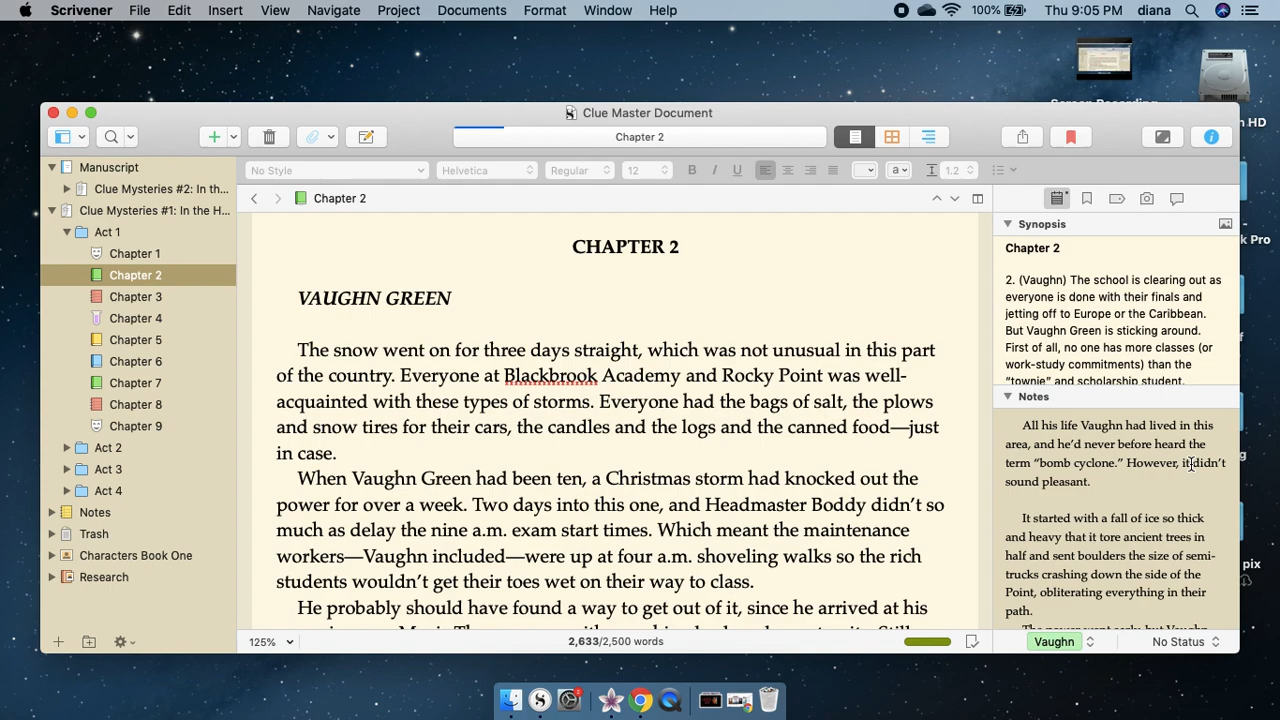 Scrivener File Edit Insert View Navigate Project Documents Format Window Help 100% Thu 9:05 PM diana
Clue Master Document
Chapter 2
No Style Helvetica Regular 12 B I U a 1.2
Manuscript
Clue Mysteries #2: In th...
Clue Mysteries #1: In the H...
Act 1
Chapter 1
Chapter 2
Chapter 3
Chapter 4
Chapter 5
Chapter 6
Chapter 7
Chapter 8
Chapter 9
Act 2
Act 3
Act 4
Notes
Trash
Characters Book One
Research
Chapter 2
CHAPTER 2
VAUGHN GREEN
The snow went on for three days straight, which was not unusual in this part
of the country. Everyone at Blackbrook Academy and Rocky Point was well-
acquainted with these types of storms. Everyone had the bags of salt, the plows
and snow tires for their cars, the candles and the logs and the canned food—just
in case.
When Vaughn Green had been ten, a Christmas storm had knocked out the
power for over a week. Two days into this one, and Headmaster Boddy didn’t so
much as delay the nine a.m. exam start times. Which meant the maintenance
workers—Vaughn included—were up at four a.m. shoveling walks so the rich
students wouldn’t get their toes wet on their way to class.
He probably should have found a way to get out of it, since he arrived at his
125% 2,633/2,500 words
Synopsis
Chapter 2
2. (Vaughn) The school is clearing out as
everyone is done with their finals and
jetting off to Europe or the Caribbean.
But Vaughn Green is sticking around.
First of all, no one has more classes (or
work-study commitments) than the
“townie” and scholarship student.
Notes
All his life Vaughn had lived in this
area, and he’d never before heard the
term “bomb cyclone.” However, it didn’t
sound pleasant.
It started with a fall of ice so thick
and heavy that it tore ancient trees in
half and sent boulders the size of semi-
trucks crashing down the side of the
Point, obliterating everything in their
path.
Vaughn No Status
HD
k Pro
pix